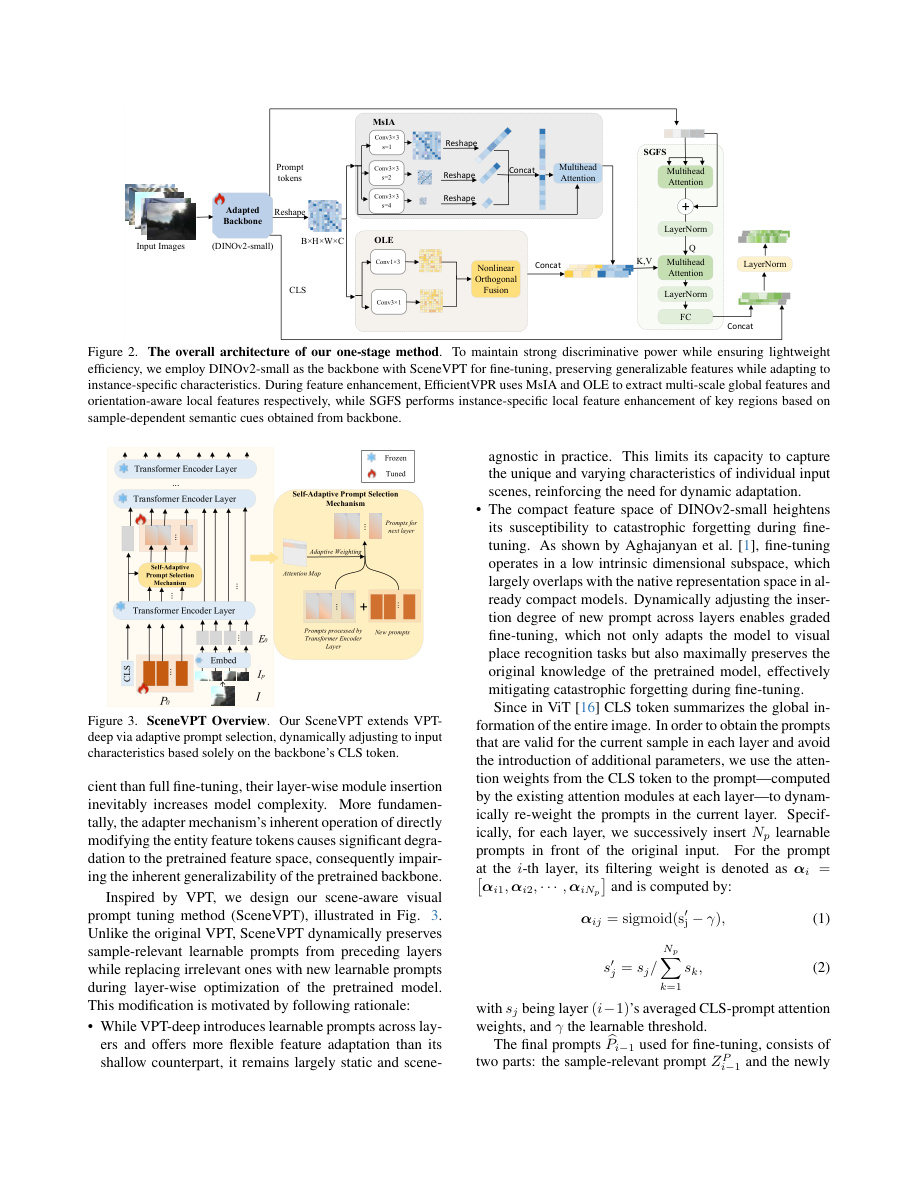 MsIA
Conv3×3
s=1
Reshape
Conv3×3
s=2
Reshape
Concat
Conv3×3
s=4
Reshape
Multihead
Attention
Prompt
tokens
Adapted
Backbone
Reshape
Input Images
(DINOv2-small)
B×H×W×C
CLS
OLE
Conv1×3
Conv3×1
Nonlinear
Orthogonal
Fusion
Concat
K,V
SGFS
Multihead
Attention
+
LayerNorm
Q
Multihead
Attention
LayerNorm
FC
Concat
LayerNorm
Figure 2. The overall architecture of our one-stage method. To maintain strong discriminative power while ensuring lightweight
efficiency, we employ DINOv2-small as the backbone with SceneVPT for fine-tuning, preserving generalizable features while adapting to
instance-specific characteristics. During feature enhancement, EfficientVPR uses MsIA and OLE to extract multi-scale global features and
orientation-aware local features respectively, while SGFS performs instance-specific local feature enhancement of key regions based on
sample-dependent semantic cues obtained from backbone.
Transformer Encoder Layer
...
Transformer Encoder Layer
Self-Adaptive
Prompt Selection
Mechanism
Transformer Encoder Layer
E₀
Embed
CLS
P₀
Iₚ
I
Frozen
Tuned
Self-Adaptive Prompt Selection
Mechanism
Prompts for
next layer
Adaptive Weighting
Attention Map
+
Prompts processed by
Transformer Encoder
Layer
New prompts
Figure 3. SceneVPT Overview. Our SceneVPT extends VPT-
deep via adaptive prompt selection, dynamically adjusting to input
characteristics based solely on the backbone's CLS token.
cient than full fine-tuning, their layer-wise module insertion
inevitably increases model complexity. More fundamen-
tally, the adapter mechanism's inherent operation of directly
modifying the entity feature tokens causes significant degra-
dation to the pretrained feature space, consequently impair-
ing the inherent generalizability of the pretrained backbone.
Inspired by VPT, we design our scene-aware visual
prompt tuning method (SceneVPT), illustrated in Fig. 3.
Unlike the original VPT, SceneVPT dynamically preserves
sample-relevant learnable prompts from preceding layers
while replacing irrelevant ones with new learnable prompts
during layer-wise optimization of the pretrained model.
This modification is motivated by following rationale:
• While VPT-deep introduces learnable prompts across lay-
ers and offers more flexible feature adaptation than its
shallow counterpart, it remains largely static and scene-
agnostic in practice. This limits its capacity to capture
the unique and varying characteristics of individual input
scenes, reinforcing the need for dynamic adaptation.
• The compact feature space of DINOv2-small heightens
its susceptibility to catastrophic forgetting during fine-
tuning. As shown by Aghajanyan et al. [1], fine-tuning
operates in a low intrinsic dimensional subspace, which
largely overlaps with the native representation space in al-
ready compact models. Dynamically adjusting the inser-
tion degree of new prompt across layers enables graded
fine-tuning, which not only adapts the model to visual
place recognition tasks but also maximally preserves the
original knowledge of the pretrained model, effectively
mitigating catastrophic forgetting during fine-tuning.
Since in ViT [16] CLS token summarizes the global in-
formation of the entire image. In order to obtain the prompts
that are valid for the current sample in each layer and avoid
the introduction of additional parameters, we use the atten-
tion weights from the CLS token to the prompt—computed
by the existing attention modules at each layer—to dynam-
ically re-weight the prompts in the current layer. Specif-
ically, for each layer, we successively insert N_p learnable
prompts in front of the original input. For the prompt
at the i-th layer, its filtering weight is denoted as α_i =
[α_{i1}, α_{i2}, ⋯ , α_{iN_p}] and is computed by:
α_{ij} = sigmoid(s′_j − γ), (1)
s′_j = s_j / ∑_{k=1}^{N_p} s_k, (2)
with s_j being layer (i−1)'s averaged CLS-prompt attention
weights, and γ the learnable threshold.
The final prompts P̂_{i−1} used for fine-tuning, consists of
two parts: the sample-relevant prompt Z^P_{i−1} and the newly